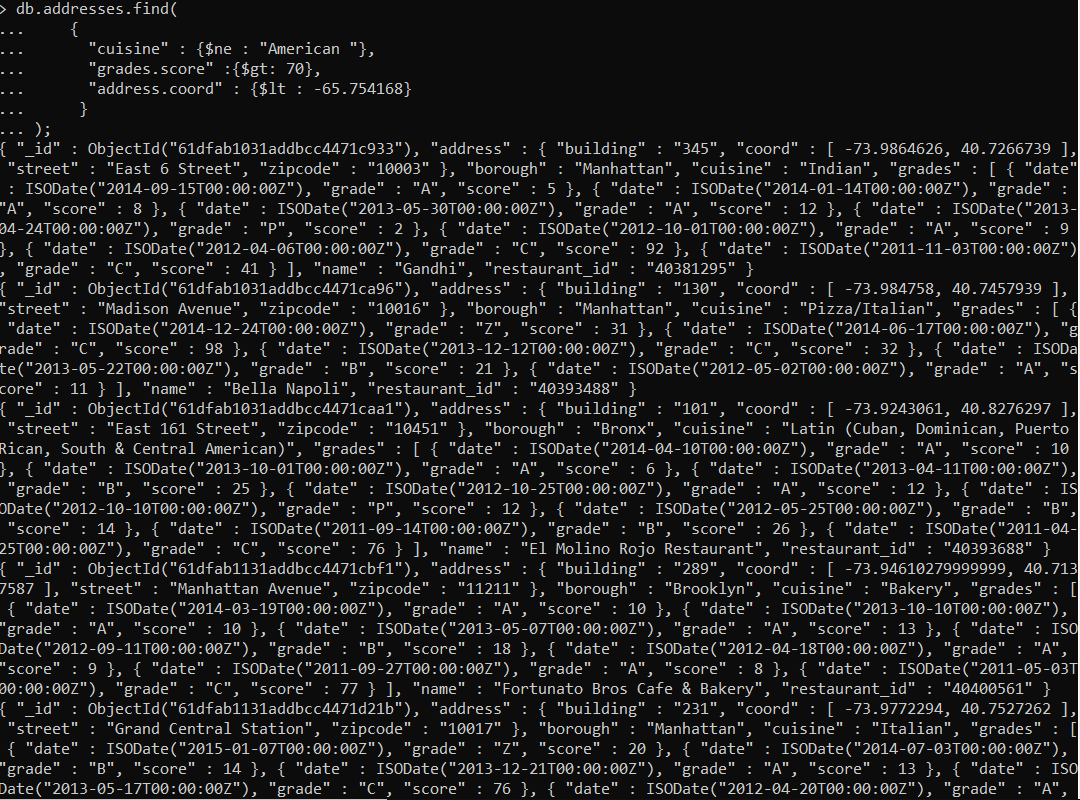 > db.addresses.find(
...     {
...       "cuisine" : {$ne : "American "},
...       "grades.score" :{$gt: 70},
...       "address.coord" : {$lt : -65.754168}
...      }
... );
{ "_id" : ObjectId("61dfab1031addbcc4471c933"), "address" : { "building" : "345", "coord" : [ -73.9864626, 40.7266739 ],
 "street" : "East 6 Street", "zipcode" : "10003" }, "borough" : "Manhattan", "cuisine" : "Indian", "grades" : [ { "date"
 : ISODate("2014-09-15T00:00:00Z"), "grade" : "A", "score" : 5 }, { "date" : ISODate("2014-01-14T00:00:00Z"), "grade" :
"A", "score" : 8 }, { "date" : ISODate("2013-05-30T00:00:00Z"), "grade" : "A", "score" : 12 }, { "date" : ISODate("2013-
04-24T00:00:00Z"), "grade" : "P", "score" : 2 }, { "date" : ISODate("2012-10-01T00:00:00Z"), "grade" : "A", "score" : 9
}, { "date" : ISODate("2012-04-06T00:00:00Z"), "grade" : "C", "score" : 92 }, { "date" : ISODate("2011-11-03T00:00:00Z")
, "grade" : "C", "score" : 41 } ], "name" : "Gandhi", "restaurant_id" : "40381295" }
{ "_id" : ObjectId("61dfab1031addbcc4471ca96"), "address" : { "building" : "130", "coord" : [ -73.984758, 40.7457939 ],
"street" : "Madison Avenue", "zipcode" : "10016" }, "borough" : "Manhattan", "cuisine" : "Pizza/Italian", "grades" : [ {
 "date" : ISODate("2014-12-24T00:00:00Z"), "grade" : "Z", "score" : 31 }, { "date" : ISODate("2014-06-17T00:00:00Z"), "g
rade" : "C", "score" : 98 }, { "date" : ISODate("2013-12-12T00:00:00Z"), "grade" : "C", "score" : 32 }, { "date" : ISODa
te("2013-05-22T00:00:00Z"), "grade" : "B", "score" : 21 }, { "date" : ISODate("2012-05-02T00:00:00Z"), "grade" : "A", "s
core" : 11 } ], "name" : "Bella Napoli", "restaurant_id" : "40393488" }
{ "_id" : ObjectId("61dfab1031addbcc4471caa1"), "address" : { "building" : "101", "coord" : [ -73.9243061, 40.8276297 ],
 "street" : "East 161 Street", "zipcode" : "10451" }, "borough" : "Bronx", "cuisine" : "Latin (Cuban, Dominican, Puerto
Rican, South & Central American)", "grades" : [ { "date" : ISODate("2014-04-10T00:00:00Z"), "grade" : "A", "score" : 10
}, { "date" : ISODate("2013-10-01T00:00:00Z"), "grade" : "A", "score" : 6 }, { "date" : ISODate("2013-04-11T00:00:00Z"),
 "grade" : "B", "score" : 25 }, { "date" : ISODate("2012-10-25T00:00:00Z"), "grade" : "A", "score" : 12 }, { "date" : IS
ODate("2012-10-10T00:00:00Z"), "grade" : "P", "score" : 12 }, { "date" : ISODate("2012-05-25T00:00:00Z"), "grade" : "B",
 "score" : 14 }, { "date" : ISODate("2011-09-14T00:00:00Z"), "grade" : "B", "score" : 26 }, { "date" : ISODate("2011-04-
25T00:00:00Z"), "grade" : "C", "score" : 76 } ], "name" : "El Molino Rojo Restaurant", "restaurant_id" : "40393688" }
{ "_id" : ObjectId("61dfab1131addbcc4471cbf1"), "address" : { "building" : "289", "coord" : [ -73.94610279999999, 40.713
7587 ], "street" : "Manhattan Avenue", "zipcode" : "11211" }, "borough" : "Brooklyn", "cuisine" : "Bakery", "grades" : [
 { "date" : ISODate("2014-03-19T00:00:00Z"), "grade" : "A", "score" : 10 }, { "date" : ISODate("2013-10-10T00:00:00Z"),
"grade" : "A", "score" : 10 }, { "date" : ISODate("2013-05-07T00:00:00Z"), "grade" : "A", "score" : 13 }, { "date" : ISO
Date("2012-09-11T00:00:00Z"), "grade" : "B", "score" : 18 }, { "date" : ISODate("2012-04-18T00:00:00Z"), "grade" : "A",
"score" : 9 }, { "date" : ISODate("2011-09-27T00:00:00Z"), "grade" : "A", "score" : 8 }, { "date" : ISODate("2011-05-03T
00:00:00Z"), "grade" : "C", "score" : 77 } ], "name" : "Fortunato Bros Cafe & Bakery", "restaurant_id" : "40400561" }
{ "_id" : ObjectId("61dfab1131addbcc4471d21b"), "address" : { "building" : "231", "coord" : [ -73.9772294, 40.7527262 ],
 "street" : "Grand Central Station", "zipcode" : "10017" }, "borough" : "Manhattan", "cuisine" : "Italian", "grades" : [
 { "date" : ISODate("2015-01-07T00:00:00Z"), "grade" : "Z", "score" : 20 }, { "date" : ISODate("2014-07-03T00:00:00Z"),
"grade" : "B", "score" : 14 }, { "date" : ISODate("2013-12-21T00:00:00Z"), "grade" : "A", "score" : 13 }, { "date" : ISO
Date("2013-05-17T00:00:00Z"), "grade" : "C", "score" : 76 }, { "date" : ISODate("2012-04-20T00:00:00Z"), "grade" : "A",